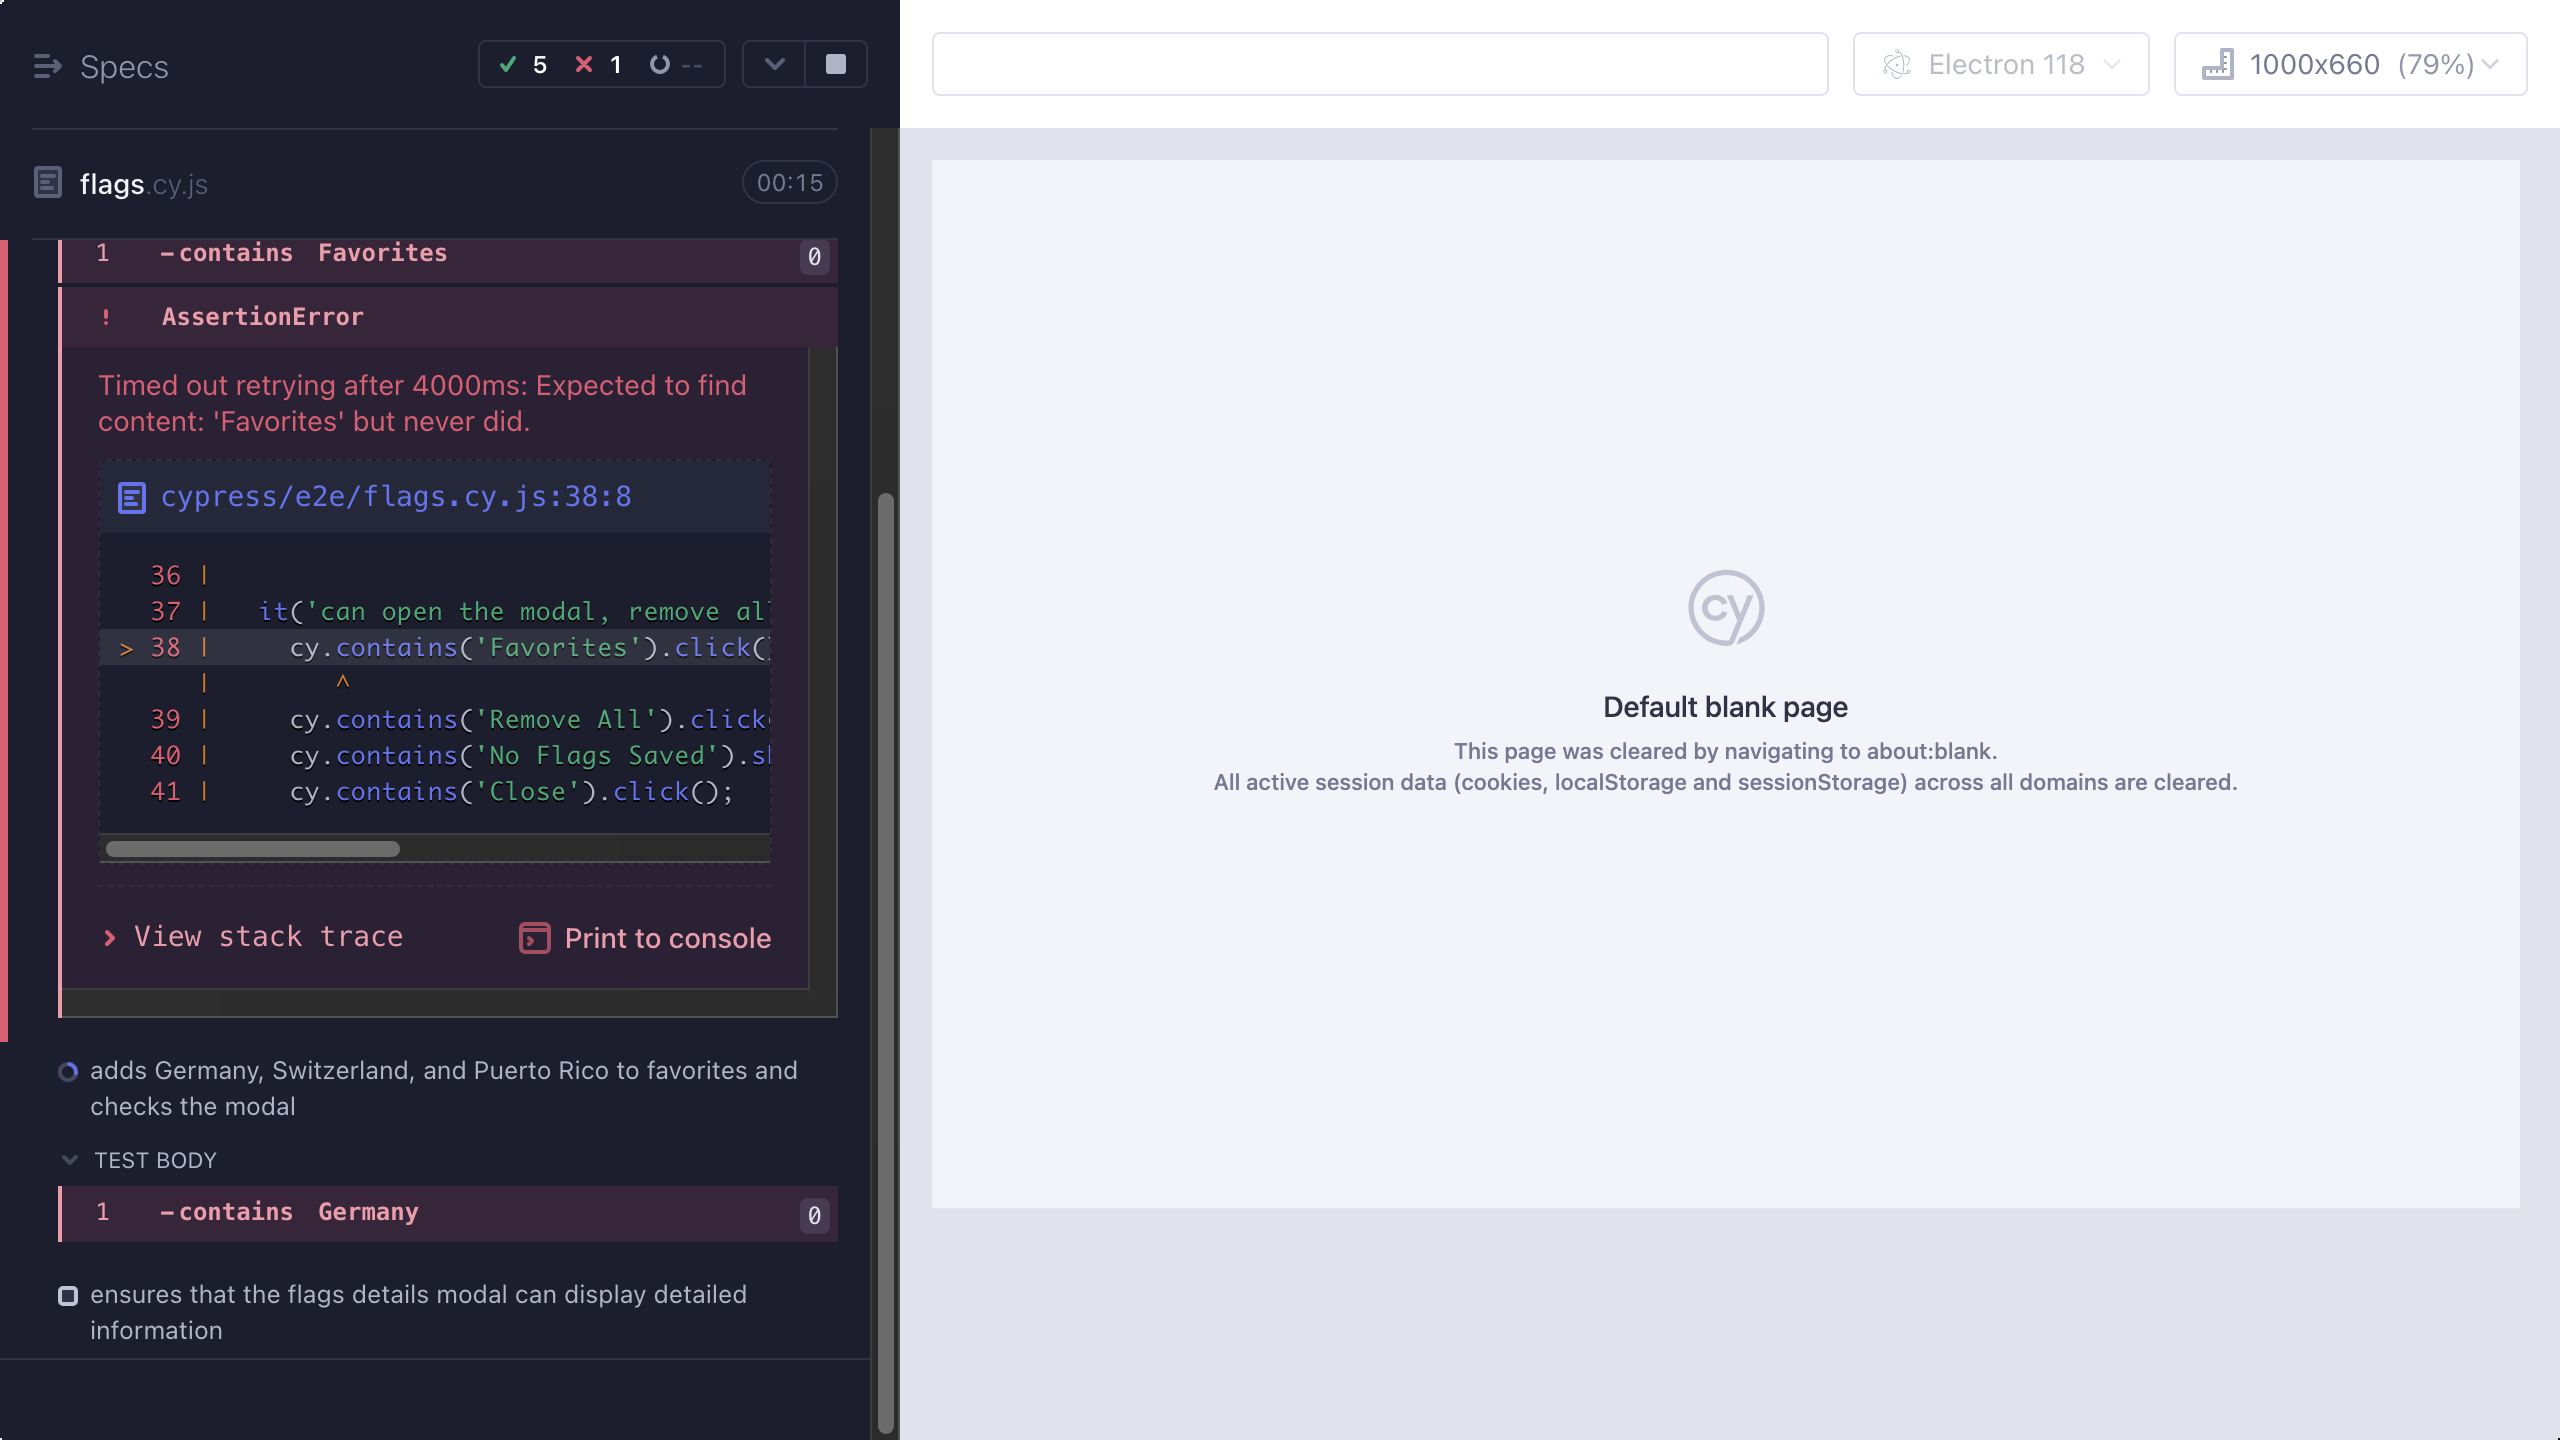 Specs
5 1 --
flags.cy.js
00:15
1 -contains Favorites 0
! AssertionError
Timed out retrying after 4000ms: Expected to find
content: 'Favorites' but never did.
cypress/e2e/flags.cy.js:38:8
36 |
37 | it('can open the modal, remove al
> 38 | cy.contains('Favorites').click(
| ^
39 | cy.contains('Remove All').click
40 | cy.contains('No Flags Saved').s
41 | cy.contains('Close').click();
View stack trace
Print to console
adds Germany, Switzerland, and Puerto Rico to favorites and
checks the modal
TEST BODY
1 -contains Germany 0
ensures that the flags details modal can display detailed
information
Electron 118
1000x660 (79%)
cy
Default blank page
This page was cleared by navigating to about:blank.
All active session data (cookies, localStorage and sessionStorage) across all domains are cleared.